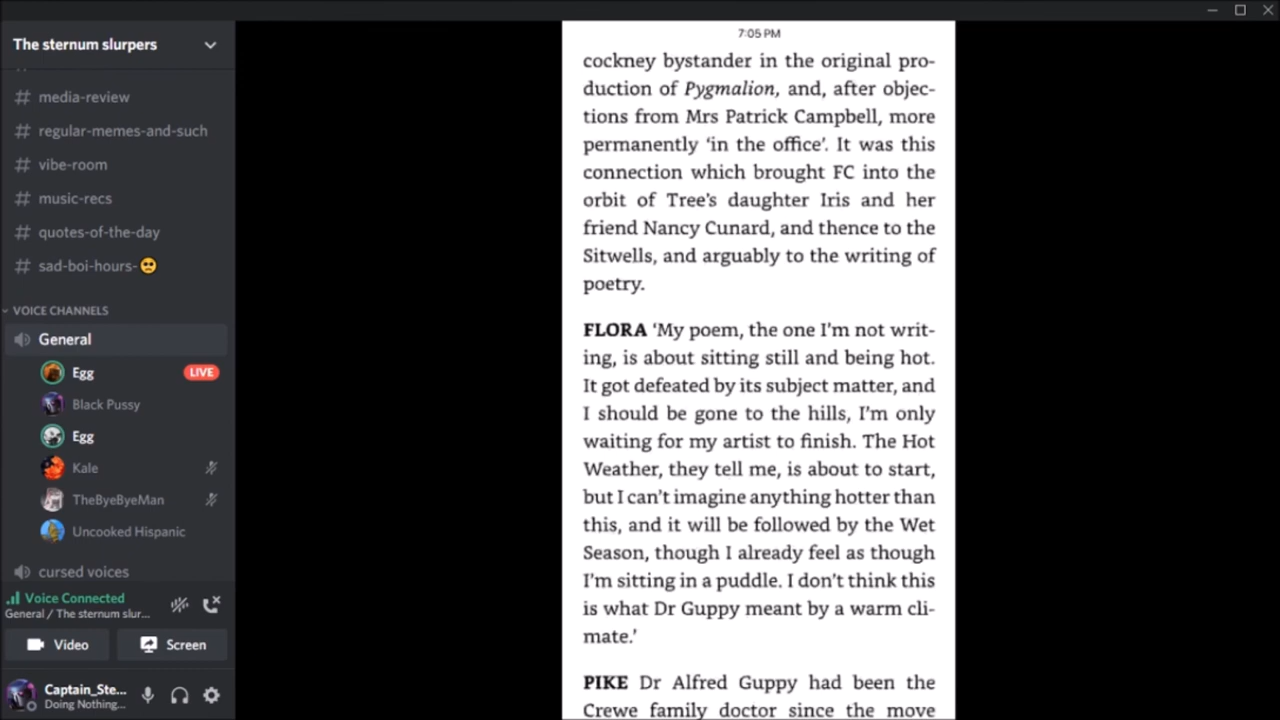 The sternum slurpers
media-review
regular-memes-and-such
vibe-room
music-recs
quotes-of-the-day
sad-boi-hours-🥺
VOICE CHANNELS
General
Egg LIVE
Black Pussy
Egg
Kale
TheByeByeMan
Uncooked Hispanic
cursed voices
Voice Connected
General / The sternum slur...
Video Screen
Captain_Ste...
Doing Nothing...
7:05 PM
cockney bystander in the original pro-
duction of Pygmalion, and, after objec-
tions from Mrs Patrick Campbell, more
permanently ‘in the office’. It was this
connection which brought FC into the
orbit of Tree’s daughter Iris and her
friend Nancy Cunard, and thence to the
Sitwells, and arguably to the writing of
poetry.
FLORA ‘My poem, the one I’m not writ-
ing, is about sitting still and being hot.
It got defeated by its subject matter, and
I should be gone to the hills, I’m only
waiting for my artist to finish. The Hot
Weather, they tell me, is about to start,
but I can’t imagine anything hotter than
this, and it will be followed by the Wet
Season, though I already feel as though
I’m sitting in a puddle. I don’t think this
is what Dr Guppy meant by a warm cli-
mate.’
PIKE Dr Alfred Guppy had been the
Crewe family doctor since the move